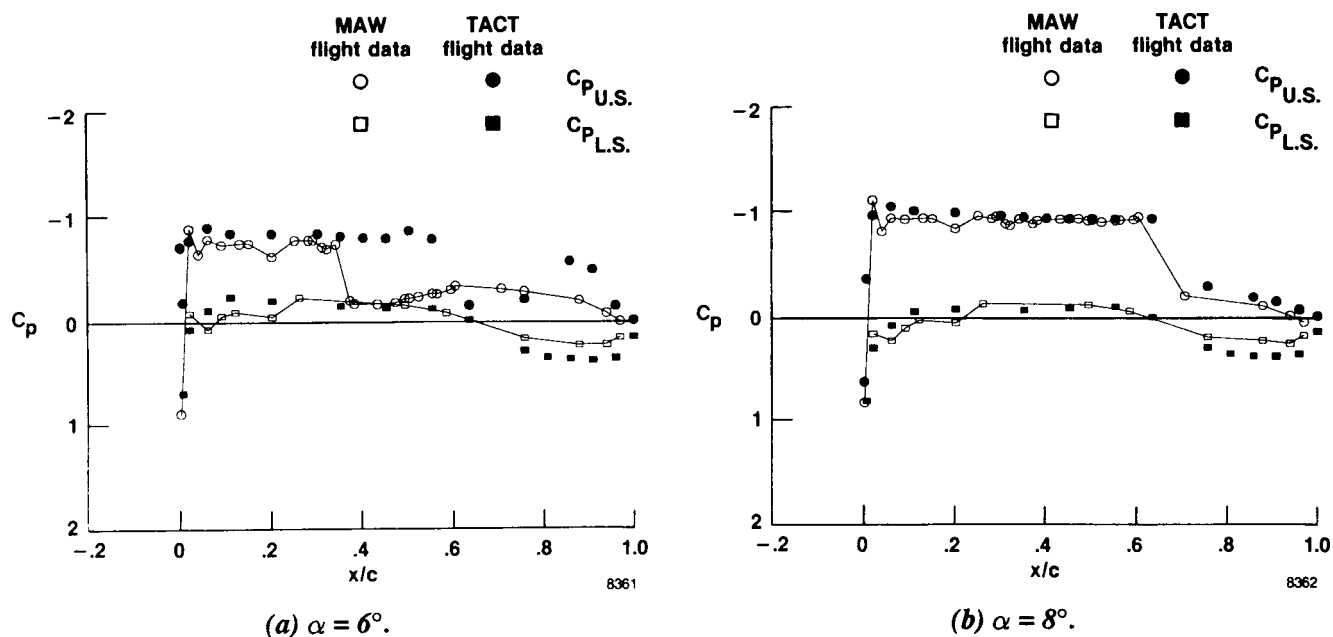 MAW flight data
TACT flight data
C_P U.S.
C_P L.S.
−2
−1
C_p
0
1
2
−.2
0
.2
.4
.6
.8
1.0
x/c
8361
(a) α = 6°.
MAW flight data
TACT flight data
C_P U.S.
C_P L.S.
−2
−1
C_p
0
1
2
−.2
0
.2
.4
.6
.8
1.0
x/c
8362
(b) α = 8°.